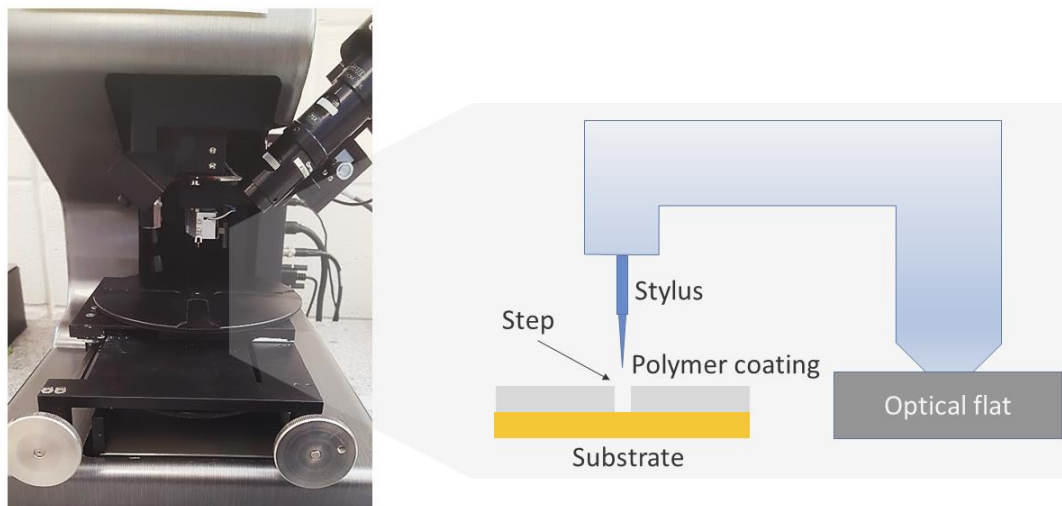 Stylus
Step
Polymer coating
Optical flat
Substrate